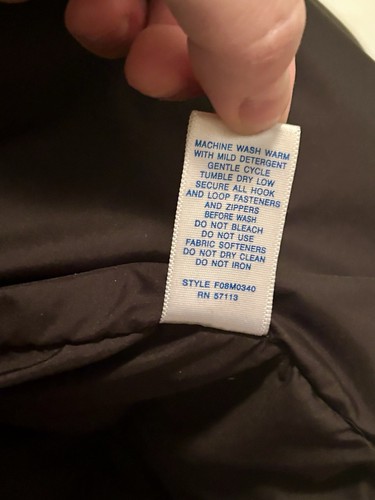 MACHINE WASH WARM
WITH MILD DETERGENT
GENTLE CYCLE
TUMBLE DRY LOW
SECURE ALL HOOK
AND LOOP FASTENERS
AND ZIPPERS
BEFORE WASH
DO NOT BLEACH
DO NOT USE
FABRIC SOFTENERS
DO NOT DRY CLEAN
DO NOT IRON
STYLE F08M0340
RN 57113